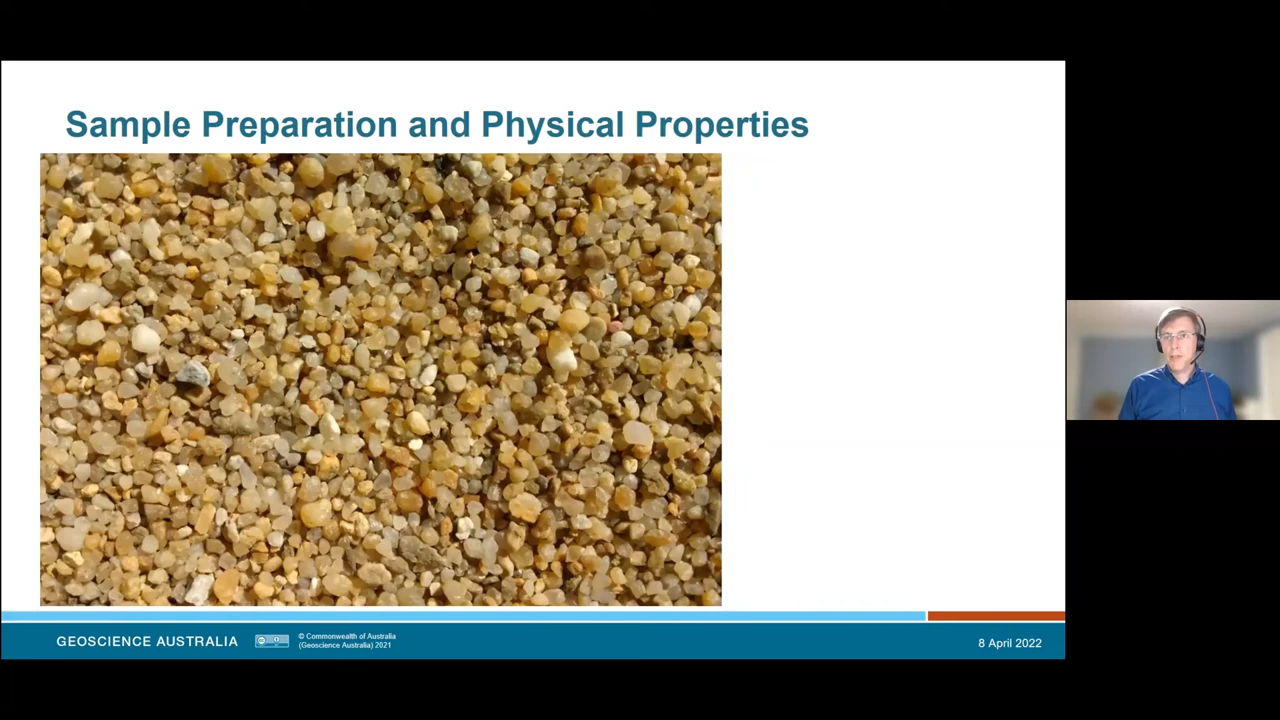 Sample Preparation and Physical Properties
GEOSCIENCE AUSTRALIA
© Commonwealth of Australia
(Geoscience Australia) 2021
8 April 2022